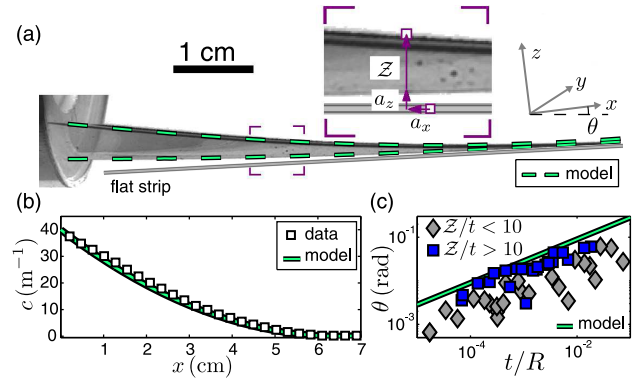 (a)
1 cm
𝒵
a_z
a_x
z
y
x
θ
flat strip
model
(b)
c (m⁻¹)
40
30
20
10
0
0 1 2 3 4 5 6 7
x (cm)
data
model
(c)
θ (rad)
10⁻¹
10⁻³
10⁻⁴ 10⁻²
t/R
𝒵/t < 10
𝒵/t > 10
model